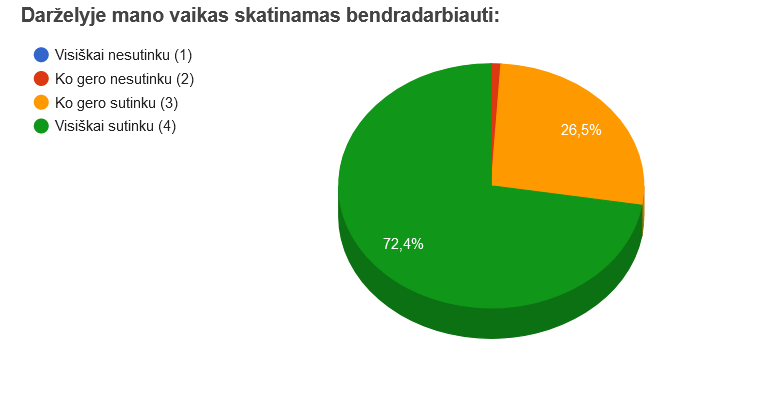 Darželyje mano vaikas skatinamas bendradarbiauti:
Visiškai nesutinku (1)
Ko gero nesutinku (2)
Ko gero sutinku (3)
Visiškai sutinku (4)
26,5%
72,4%